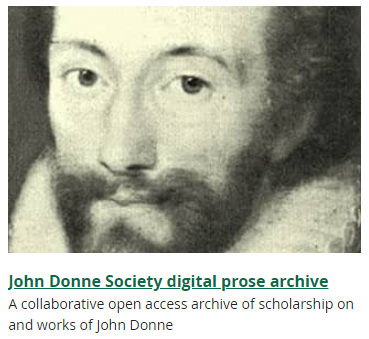 John Donne Society digital prose archive
A collaborative open access archive of scholarship on
and works of John Donne